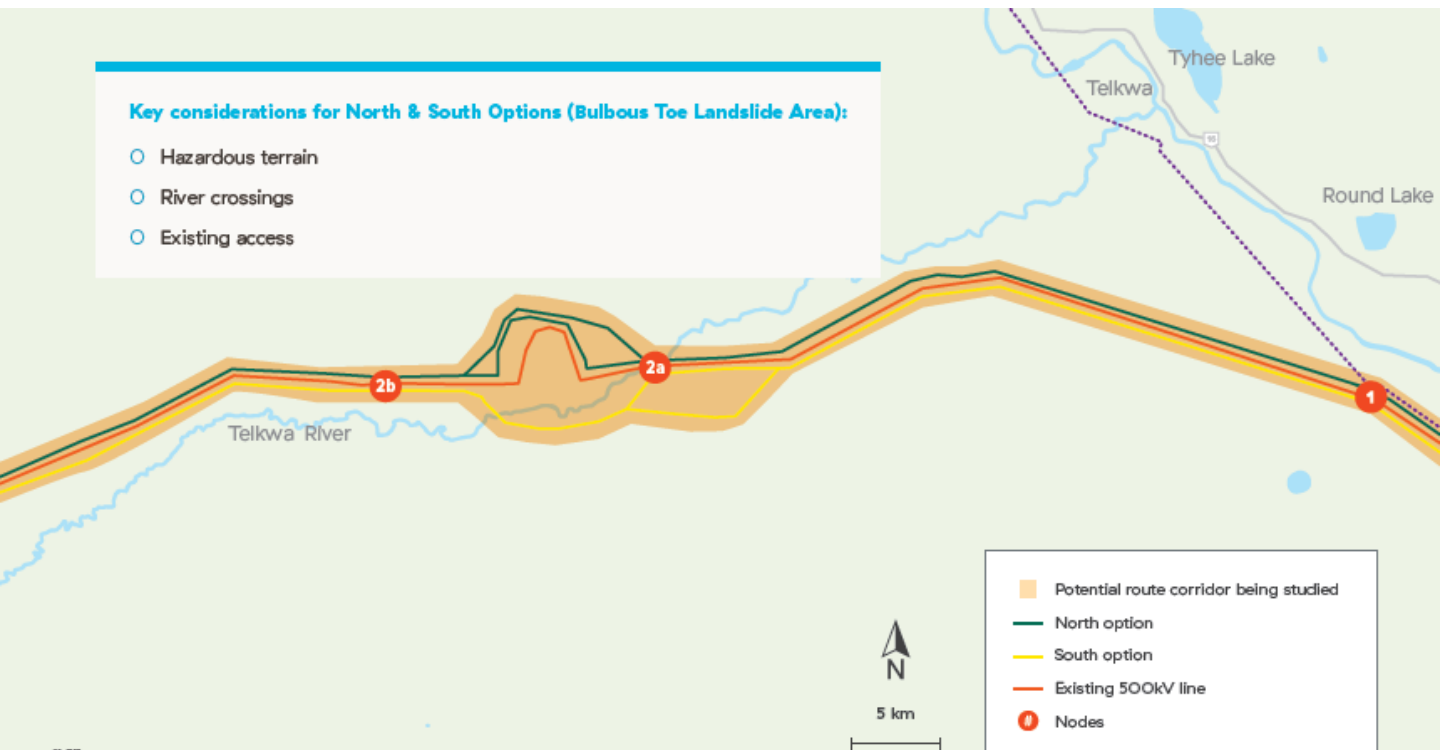 Key considerations for North & South Options (Bulbous Toe Landslide Area):
Hazardous terrain
River crossings
Existing access
Tyhee Lake
Telkwa
16
Round Lake
2a
2b
1
Telkwa River
Potential route corridor being studied
North option
South option
Existing 500kV line
# Nodes
N
5 km